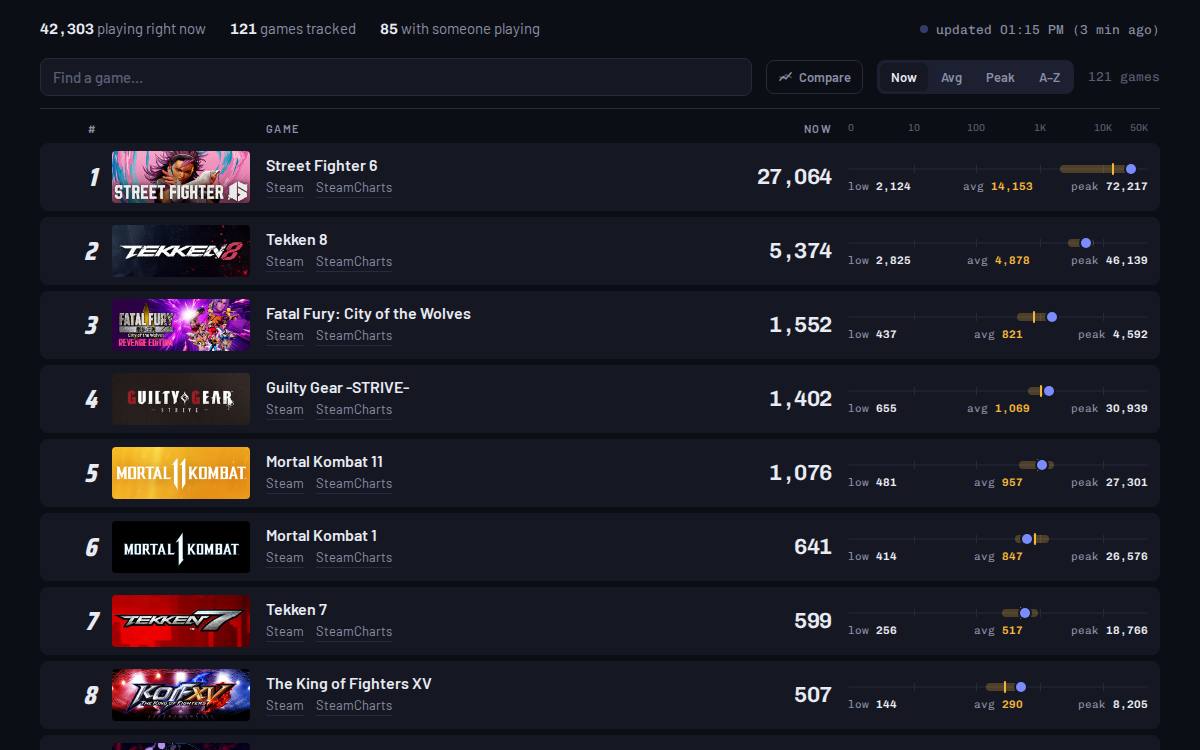 42,303 playing right now 121 games tracked 85 with someone playing updated 01:15 PM (3 min ago)
Find a game... Compare Now Avg Peak A–Z 121 games
# GAME NOW 0 10 100 1K 10K 50K
1 STREET FIGHTER 6 Street Fighter 6 27,064
Steam SteamCharts low 2,124 avg 14,153 peak 72,217
2 TEKKEN 8 Tekken 8 5,374
Steam SteamCharts low 2,825 avg 4,878 peak 46,139
3 FATAL FURY City of the Wolves REVENGE EDITION Fatal Fury: City of the Wolves 1,552
Steam SteamCharts low 437 avg 821 peak 4,592
4 GUILTY GEAR - STRIVE - Guilty Gear -STRIVE- 1,402
Steam SteamCharts low 655 avg 1,069 peak 30,939
5 MORTAL KOMBAT 11 Mortal Kombat 11 1,076
Steam SteamCharts low 481 avg 957 peak 27,301
6 MORTAL KOMBAT 1 Mortal Kombat 1 641
Steam SteamCharts low 414 avg 847 peak 26,576
7 TEKKEN 7 Tekken 7 599
Steam SteamCharts low 256 avg 517 peak 18,766
8 KOF XV THE KING OF FIGHTERS The King of Fighters XV 507
Steam SteamCharts low 144 avg 290 peak 8,205